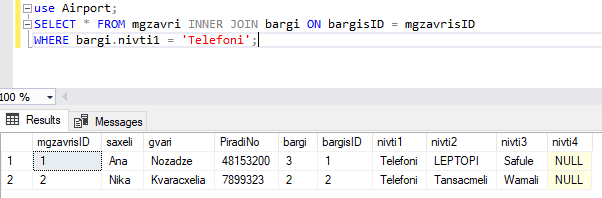 use Airport;
SELECT * FROM mgzavri INNER JOIN bargi ON bargisID = mgzavrisID
WHERE bargi.nivti1 = 'Telefoni';
100 %
Results Messages
mgzavrisID saxeli gvari PiradiNo bargi bargisID nivti1 nivti2 nivti3 nivti4
1 1 Ana Nozadze 48153200 3 1 Telefoni LEPTOPI Safule NULL
2 2 Nika Kvaracxelia 7899323 2 2 Telefoni Tansacmeli Wamali NULL